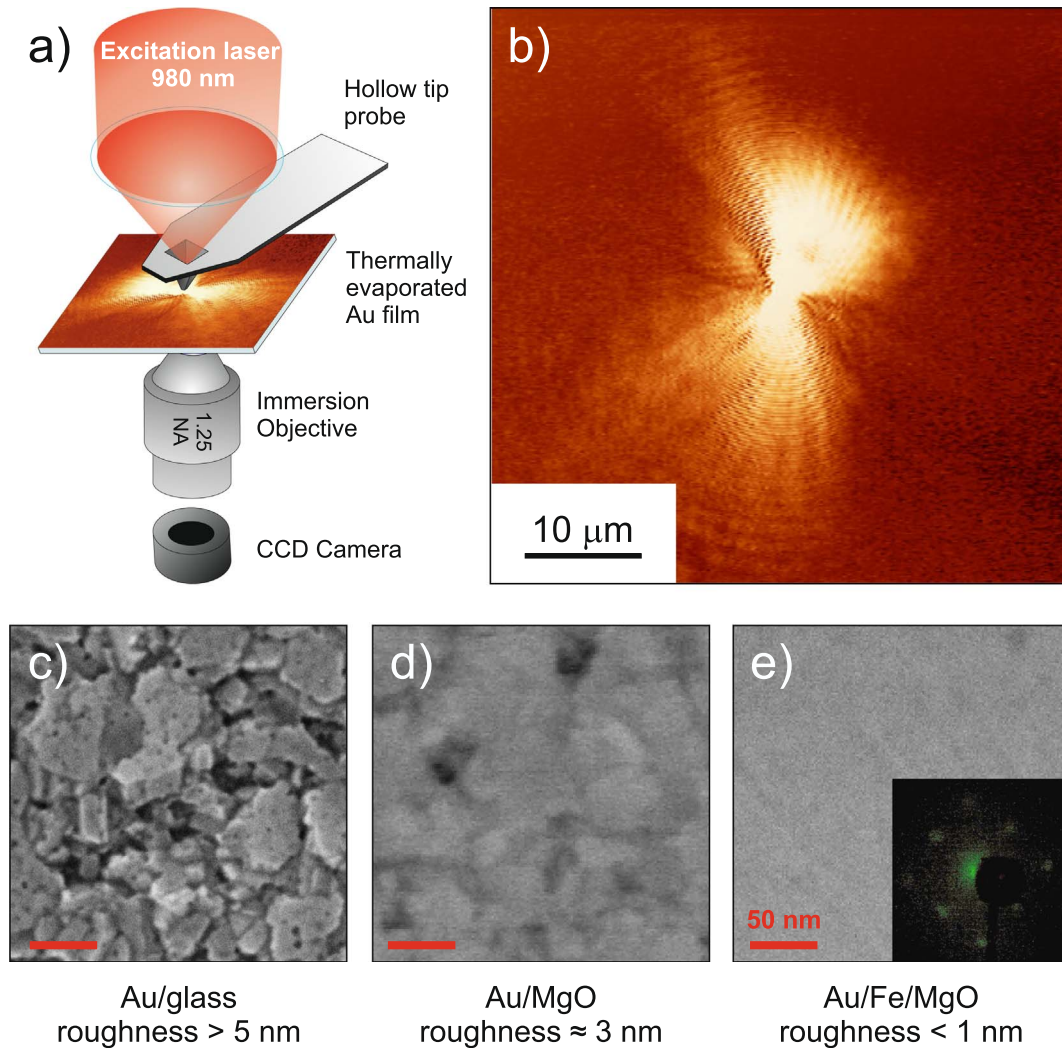 a)
Excitation laser
980 nm
Hollow tip
probe
Thermally
evaporated
Au film
1.25
NA
Immersion
Objective
CCD Camera
b)
10 μm
c)
d)
e)
50 nm
Au/glass
roughness > 5 nm
Au/MgO
roughness ≈ 3 nm
Au/Fe/MgO
roughness < 1 nm